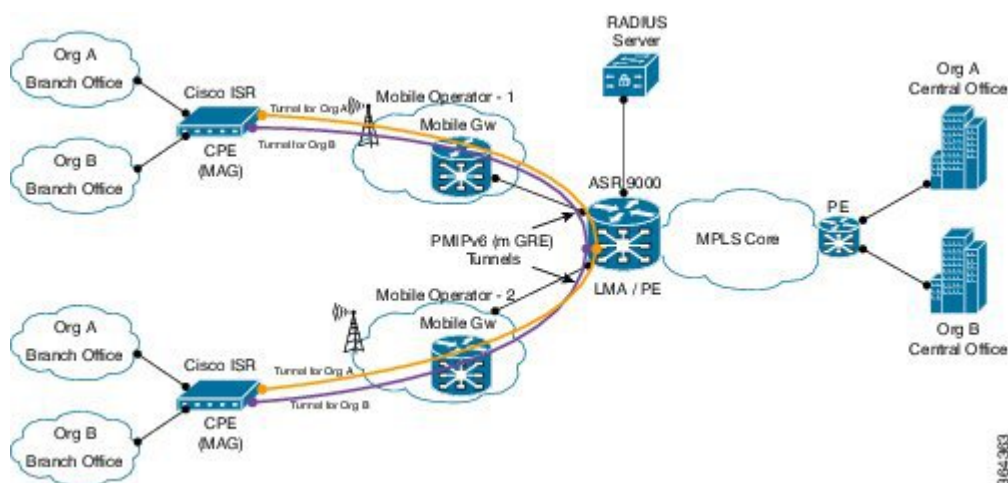 RADIUS
Server
Org A
Branch Office
Cisco ISR
Tunnel for Org A
Mobile Operator - 1
Mobile Gw
Org A
Central Office
Tunnel for Org B
Org B
Branch Office
CPE
(MAG)
ASR 9000
PMIPv6 (m GRE)
Tunnels
MPLS Core
PE
LMA / PE
Mobile Operator - 2
Mobile Gw
Org A
Branch Office
Cisco ISR
Tunnel for Org A
Tunnel for Org B
Org B
Central Office
CPE
(MAG)
Org B
Branch Office